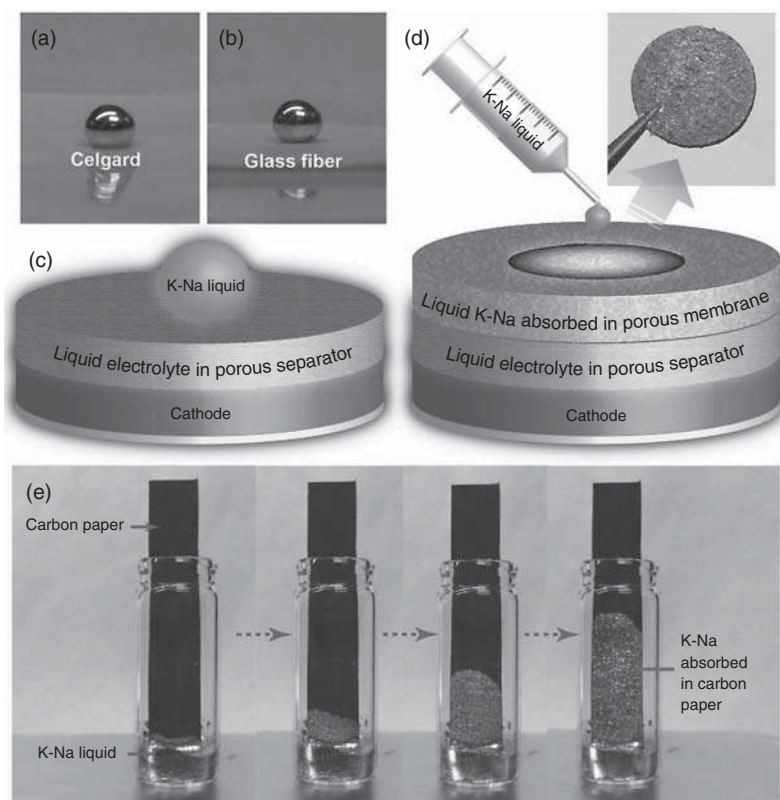 (a)
Celgard
(b)
Glass fiber
(c)
K-Na liquid
Liquid electrolyte in porous separator
Cathode
(d)
K-Na liquid
Liquid K-Na absorbed in porous membrane
Liquid electrolyte in porous separator
Cathode
(e)
Carbon paper
K-Na liquid
K-Na
absorbed
in carbon
paper